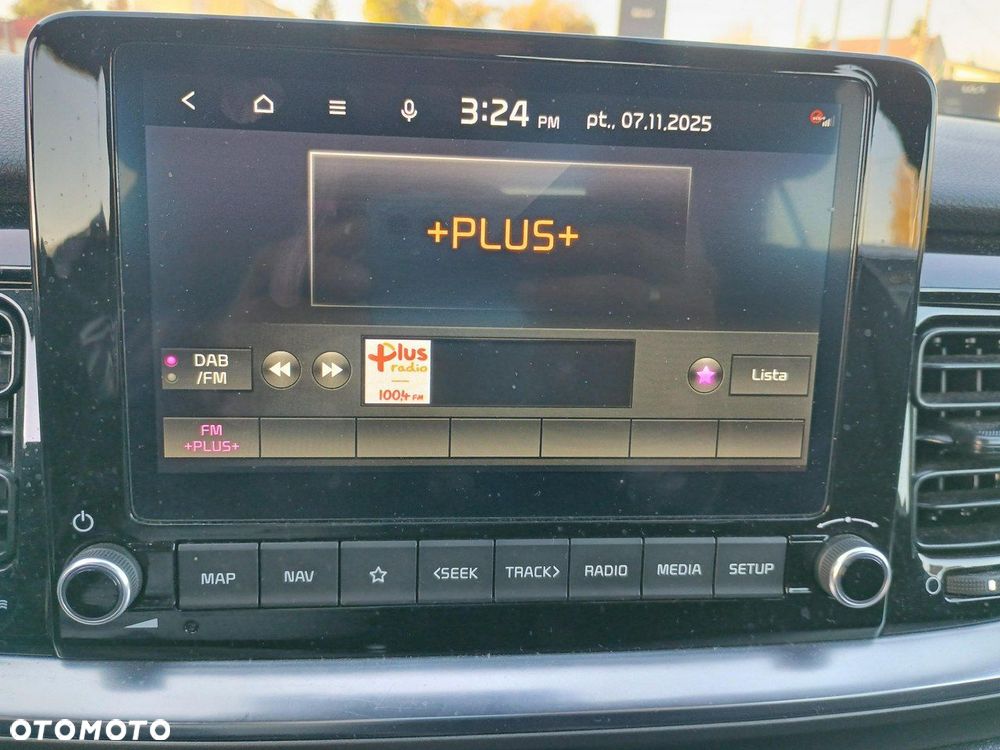 3:24 PM pt., 07.11.2025
+PLUS+
DAB
/FM
Plus
radio
100,4 FM
Lista
FM
+PLUS+
MAP
NAV
<SEEK
TRACK>
RADIO
MEDIA
SETUP
OTOMOTO